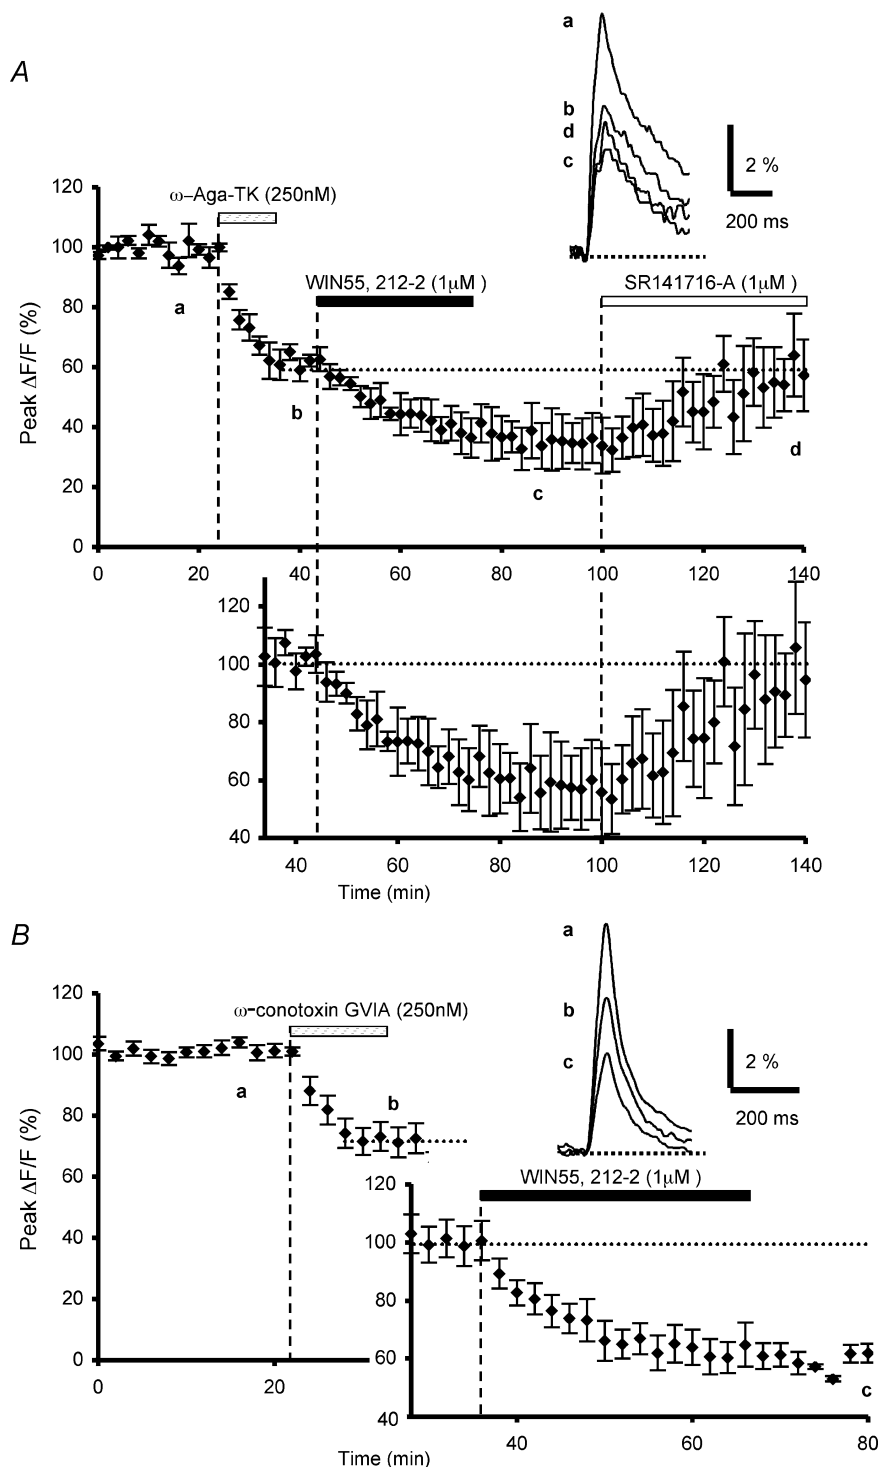 A
a
b
d
c
2 %
200 ms
120
100
80
60
40
20
0
Peak ΔF/F (%)
ω–Aga-TK (250nM)
WIN55, 212-2 (1μM )
SR141716-A (1μM )
a
b
c
d
0 20 40 60 80 100 120 140
120
100
80
60
40
40 60 80 100 120 140
Time (min)
B
a
b
c
2 %
200 ms
120
100
80
60
40
20
0
Peak ΔF/F (%)
ω-conotoxin GVIA (250nM)
a
b
0 20
WIN55, 212-2 (1μM )
120
100
80
60
40
c
40 60 80
Time (min)